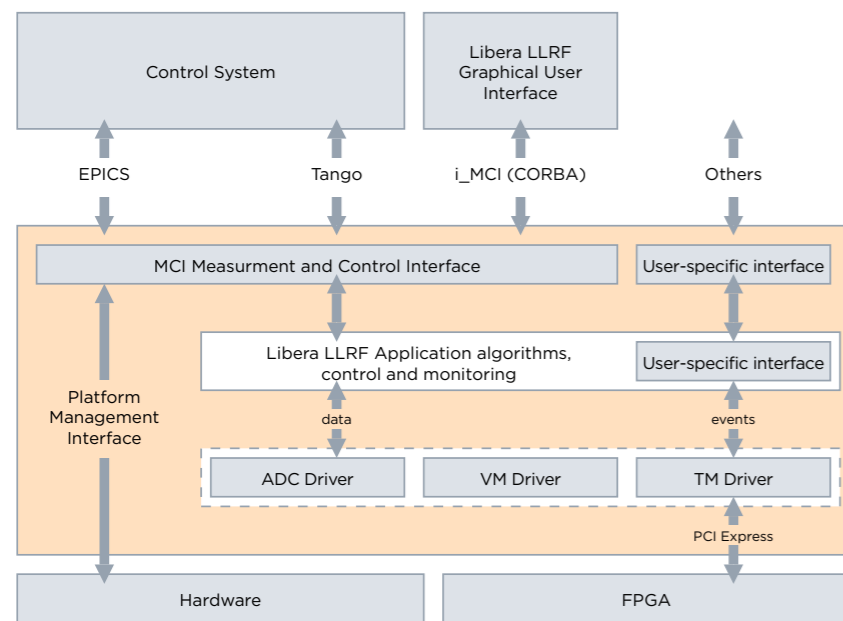 Control System
Libera LLRF
Graphical User
Interface
EPICS
Tango
i_MCI (CORBA)
Others
MCI Measurment and Control Interface
User-specific interface
Libera LLRF Application algorithms,
control and monitoring
User-specific interface
Platform
Management
Interface
data
events
ADC Driver
VM Driver
TM Driver
PCI Express
Hardware
FPGA